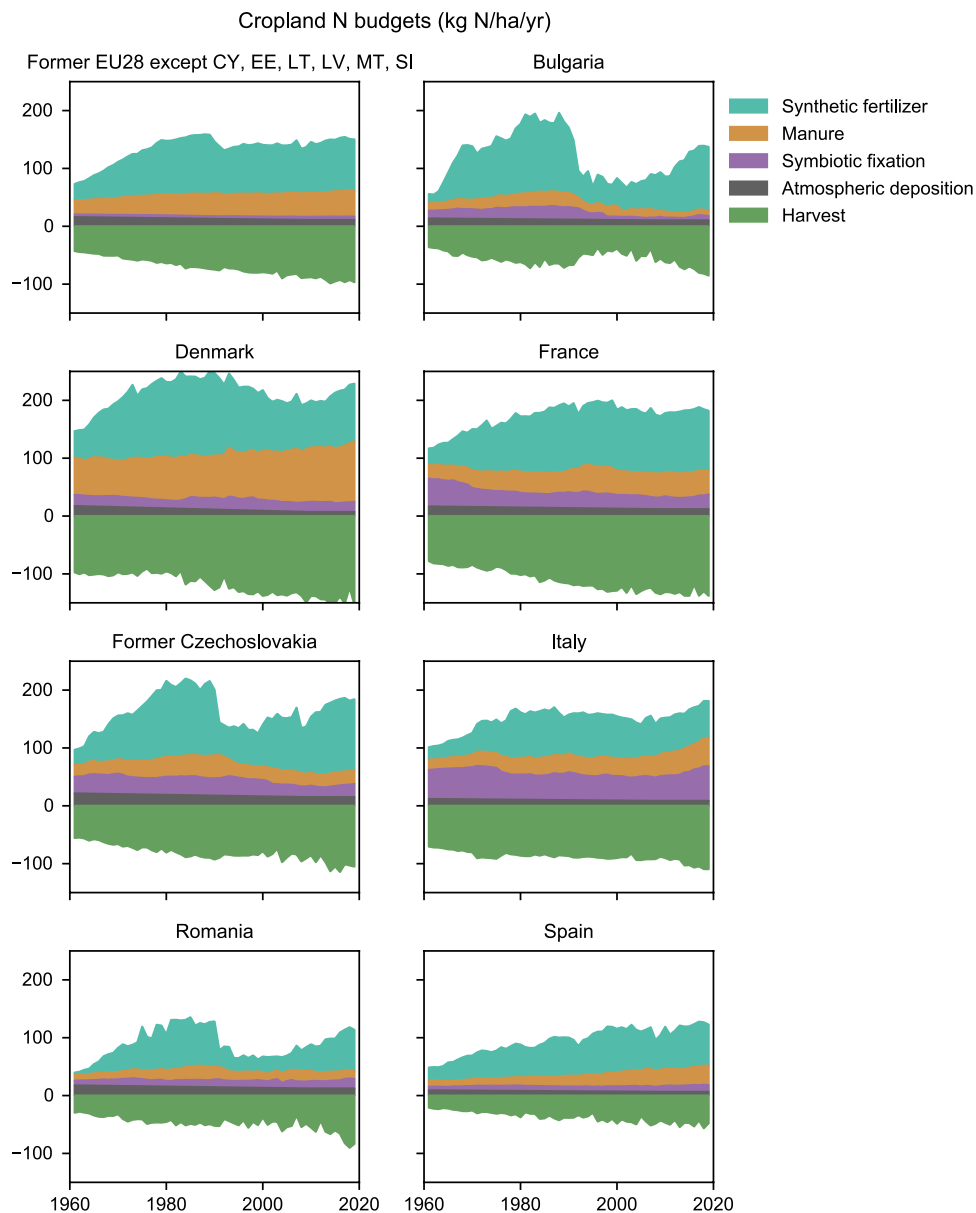 Cropland N budgets (kg N/ha/yr)
Former EU28 except CY, EE, LT, LV, MT, SI
Bulgaria
200
100
0
−100
Synthetic fertilizer
Manure
Symbiotic fixation
Atmospheric deposition
Harvest
Denmark
France
200
100
0
−100
Former Czechoslovakia
Italy
200
100
0
−100
Romania
Spain
200
100
0
−100
1960 1980 2000 2020
1960 1980 2000 2020